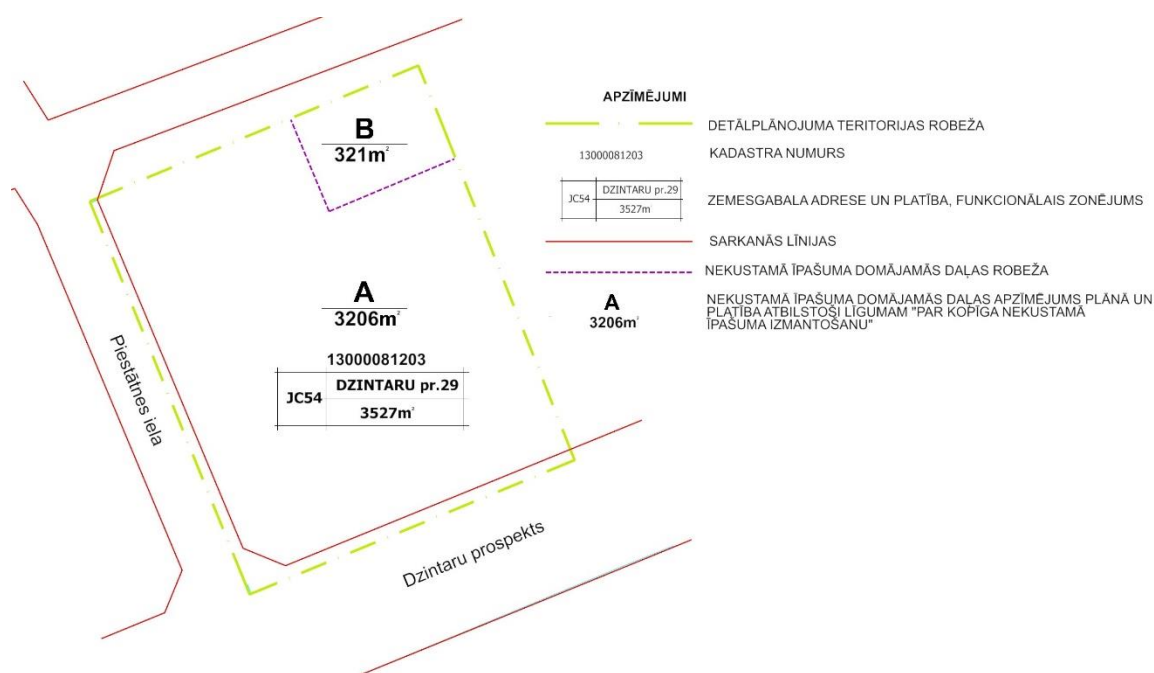 B
321m²
A
3206m²
13000081203
JC54
DZINTARU pr.29
3527m²
Piestātnes iela
Dzintaru prospekts
APZĪMĒJUMI
DETĀLPLĀNOJUMA TERITORIJAS ROBEŽA
13000081203
KADASTRA NUMURS
JC54
DZINTARU pr.29
3527m
ZEMESGABALA ADRESE UN PLATĪBA, FUNKCIONĀLAIS ZONĒJUMS
SARKANĀS LĪNIJAS
NEKUSTAMĀ ĪPAŠUMA DOMĀJAMĀS DAĻAS ROBEŽA
A
3206m²
NEKUSTAMĀ ĪPAŠUMA DOMĀJAMĀS DAĻAS APZĪMĒJUMS PLĀNĀ UN
PLATĪBA ATBILSTOŠI LĪGUMAM "PAR KOPĪGA NEKUSTAMĀ
ĪPAŠUMA IZMANTOŠANU"